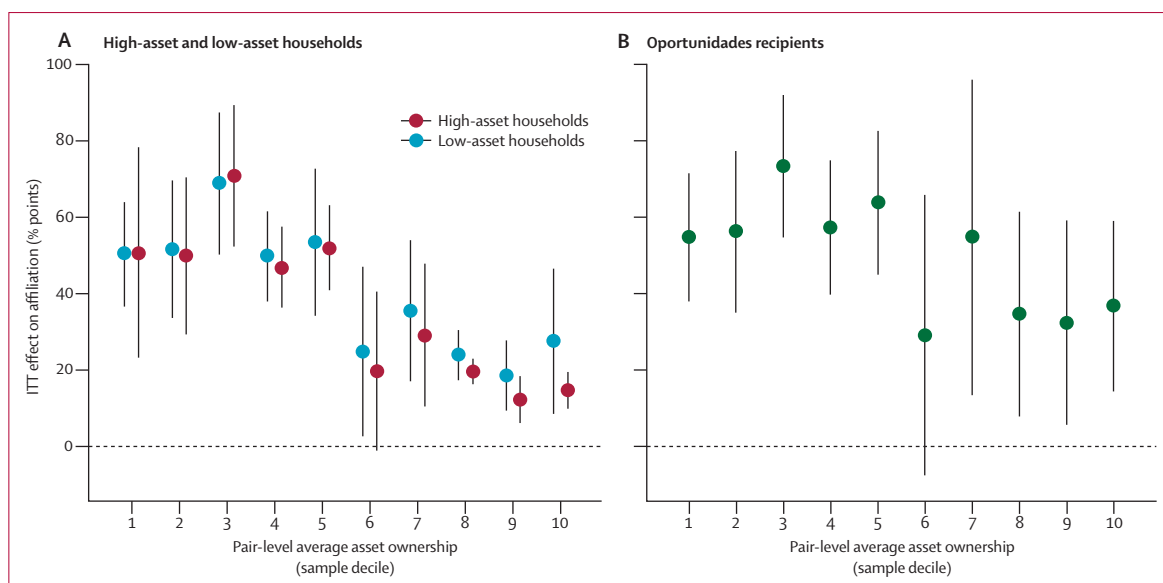 A High-asset and low-asset households
100
80
60
40
20
0
ITT effect on affiliation (% points)
High-asset households
Low-asset households
1 2 3 4 5 6 7 8 9 10
Pair-level average asset ownership
(sample decile)
B Oportunidades recipients
1 2 3 4 5 6 7 8 9 10
Pair-level average asset ownership
(sample decile)